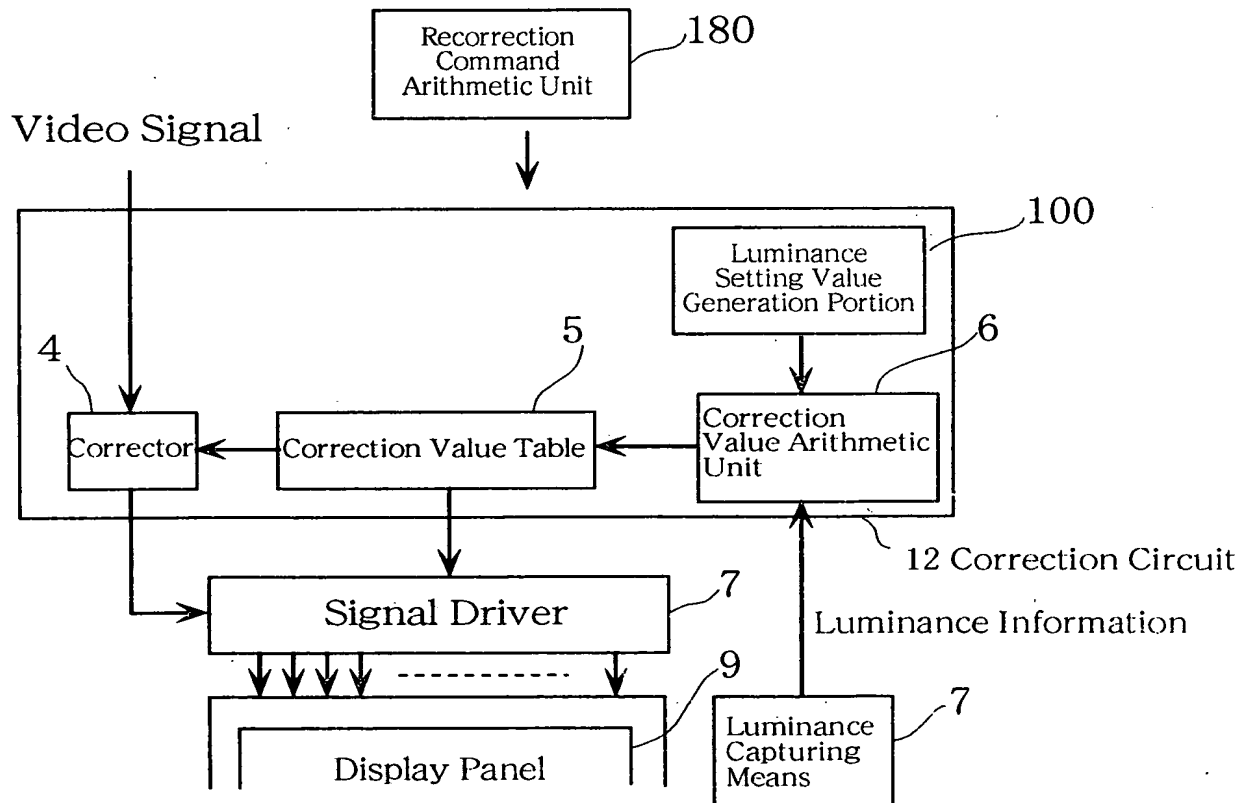 Recorrection
Command
Arithmetic Unit
180
Video Signal
100
Luminance
Setting Value
Generation Portion
4
5
6
Corrector
Correction Value Table
Correction
Value Arithmetic
Unit
12 Correction Circuit
Signal Driver
7
Luminance Information
9
Display Panel
7
Luminance
Capturing
Means